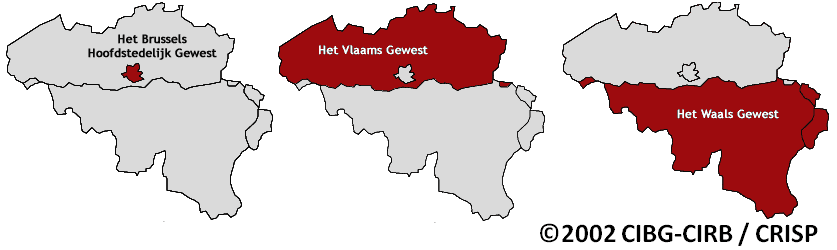 Het Brussels
Hoofdstedelijk Gewest
Het Vlaams Gewest
Het Waals Gewest
©2002 CIBG-CIRB / CRISP